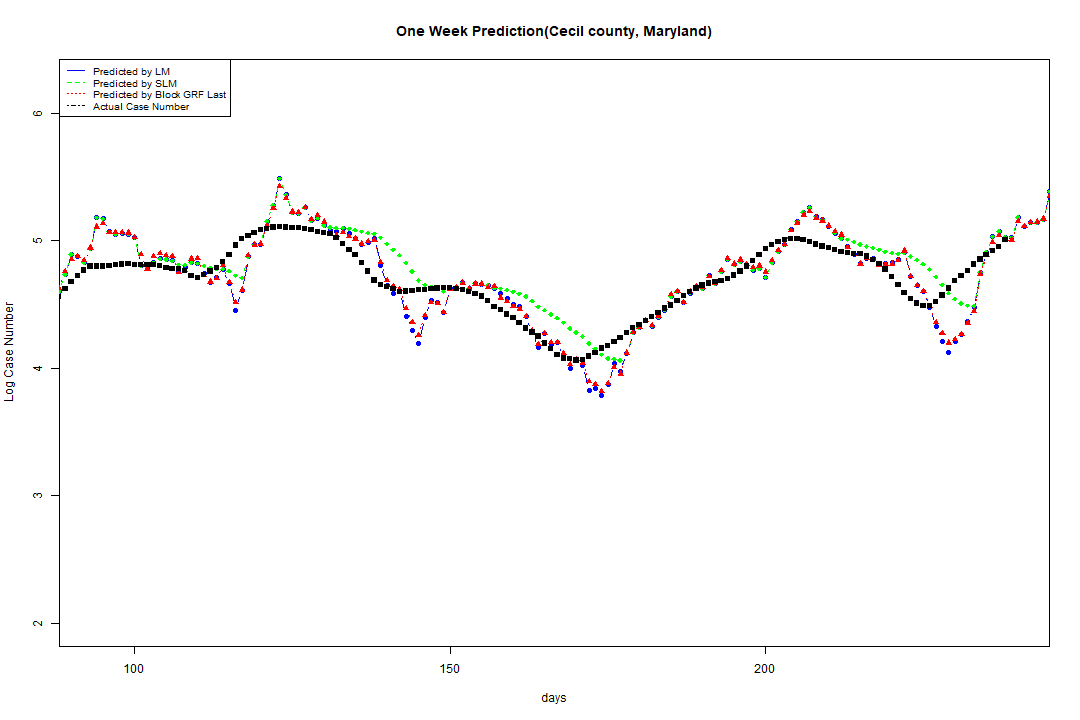 One Week Prediction(Cecil county, Maryland)
Predicted by LM
Predicted by SLM
Predicted by Block GRF Last
Actual Case Number
6
5
4
3
2
Log Case Number
100
150
200
days